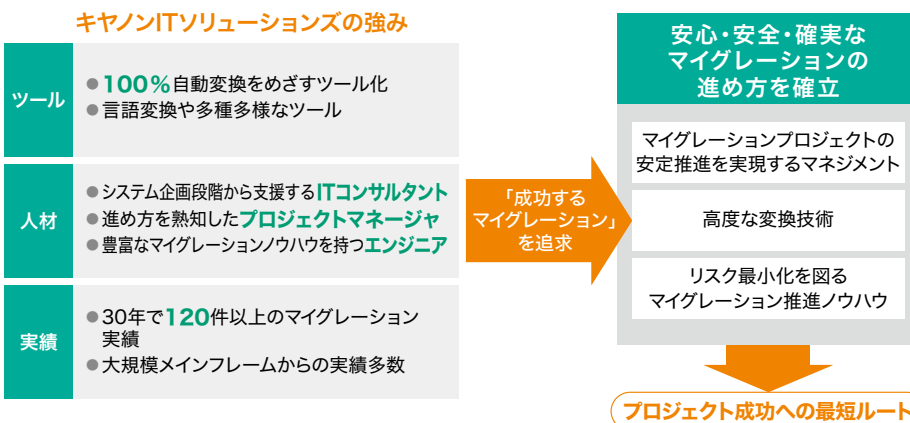 キヤノンITソリューションズの強み
ツール
●100%自動変換をめざすツール化
●言語変換や多種多様なツール
人材
●システム企画段階から支援するITコンサルタント
●進め方を熟知したプロジェクトマネージャ
●豊富なマイグレーションノウハウを持つエンジニア
実績
●30年で120件以上のマイグレーション
実績
●大規模メインフレームからの実績多数
「成功する
マイグレーション」
を追求
安心・安全・確実な
マイグレーションの
進め方を確立
マイグレーションプロジェクトの
安定推進を実現するマネジメント
高度な変換技術
リスク最小化を図る
マイグレーション推進ノウハウ
プロジェクト成功への最短ルート